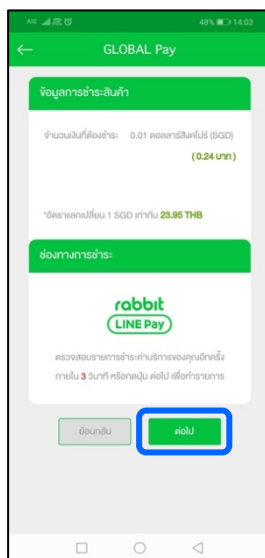 AIS 48% 14:03
GLOBAL Pay
ข้อมูลการชำระสินค้า
จำนวนเงินที่ต้องชำระ 0.01 ดอลลาร์สิงคโปร์ (SGD)
(0.24 บาท)
*อัตราแลกเปลี่ยน 1 SGD เท่ากับ 23.95 THB
ช่องทางการชำระ
rabbit
LINE Pay
ตรวจสอบรายการชำระค่าบริการของคุณอีกครั้ง
ภายใน 3 วินาที หรือกดปุ่ม ต่อไป เพื่อทำรายการ
ย้อนกลับ ต่อไป